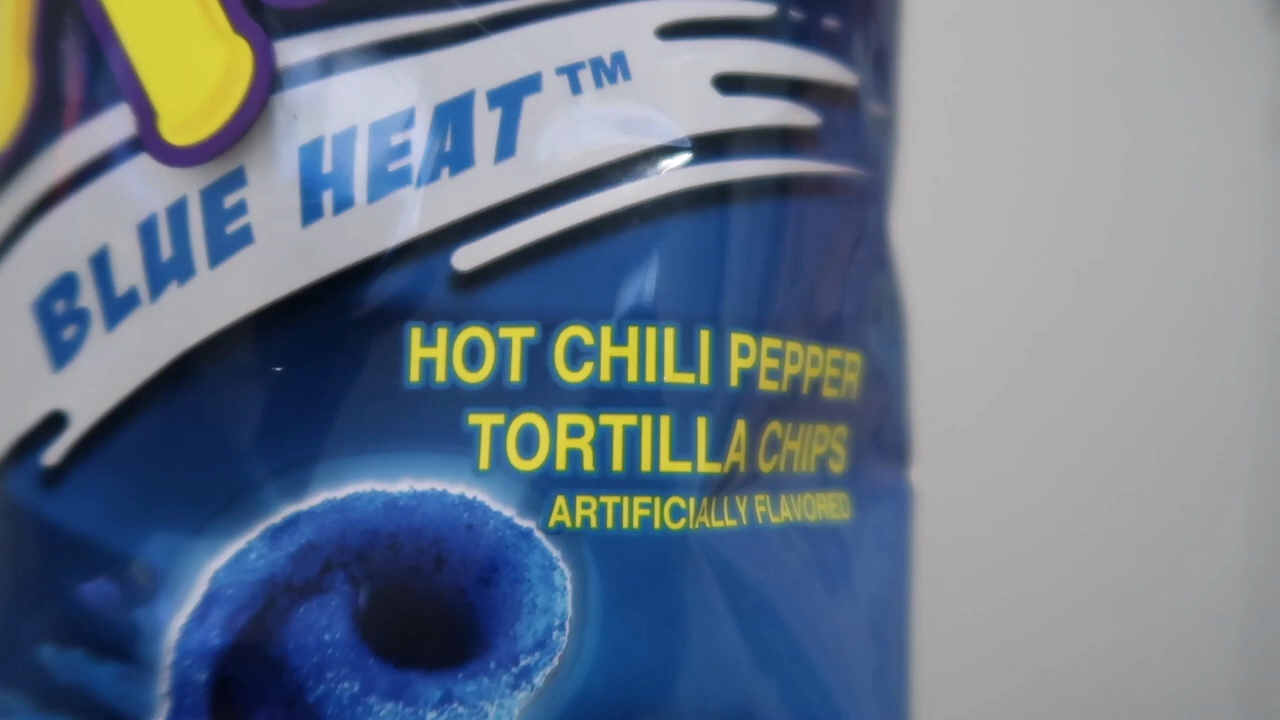 BLUE HEAT™
HOT CHILI PEPPER
TORTILLA CHIPS
ARTIFICIALLY FLAVORED